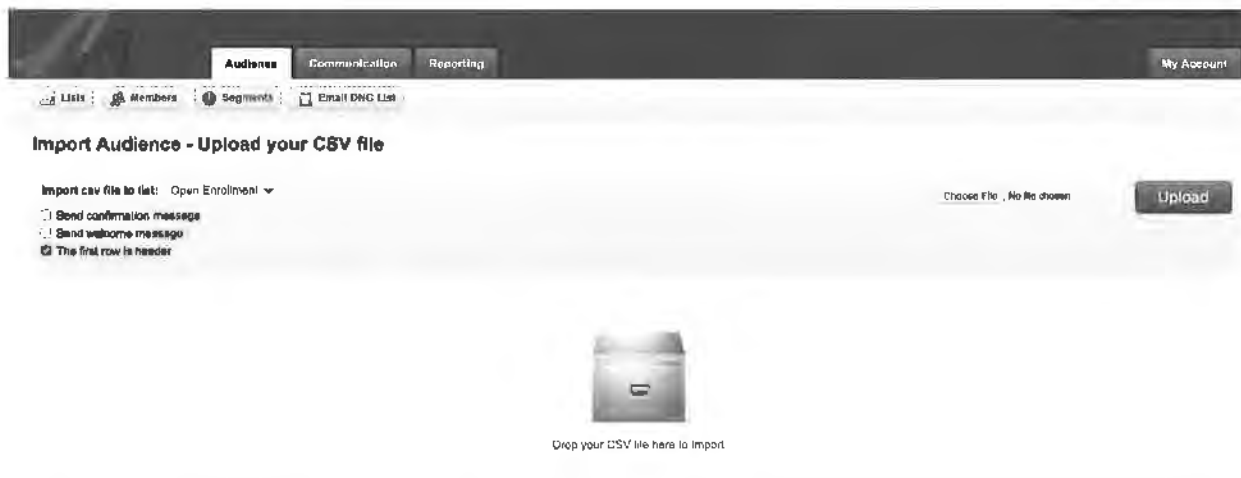 Audience Communication Reporting My Account
Lists Members Segments Email DNC List
Import Audience - Upload your CSV file
Import csv file to list: Open Enrollment
Choose File , No file chosen Upload
Send confirmation message
Send welcome message
The first row is header
Drop your CSV file here to import